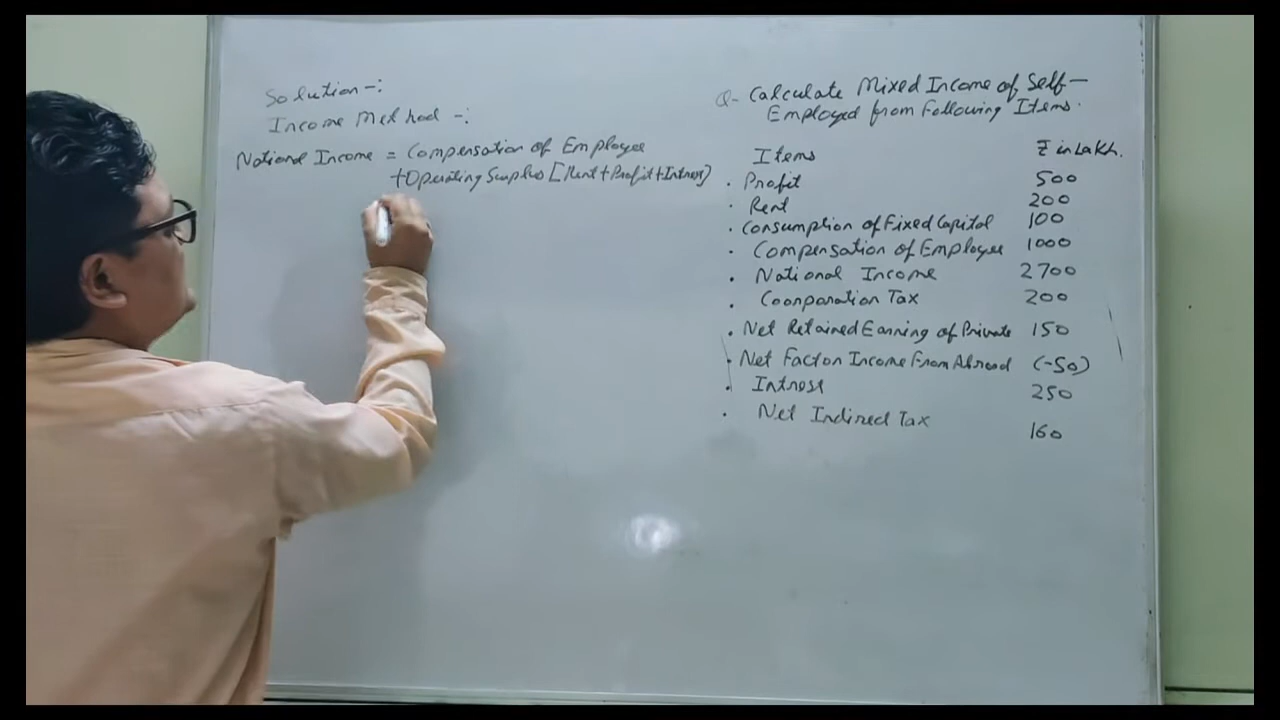 Solution -:
Income Method -:
National Income = Compensation of Employee
+ Operating Surplus [Rent + Profit + Intress]
Q- Calculate Mixed Income of Self-
Employed from Following Items.
Items ₹ in Lakh.
. Profit 500
. Rent 200
. Consumption of Fixed Capital 100
. Compensation of Employee 1000
. National Income 2700
. Coorporation Tax 200
. Net Retained Earning of Private 150
. Net Factor Income From Abroad (-50)
. Intrest 250
. Net Indirect Tax 160